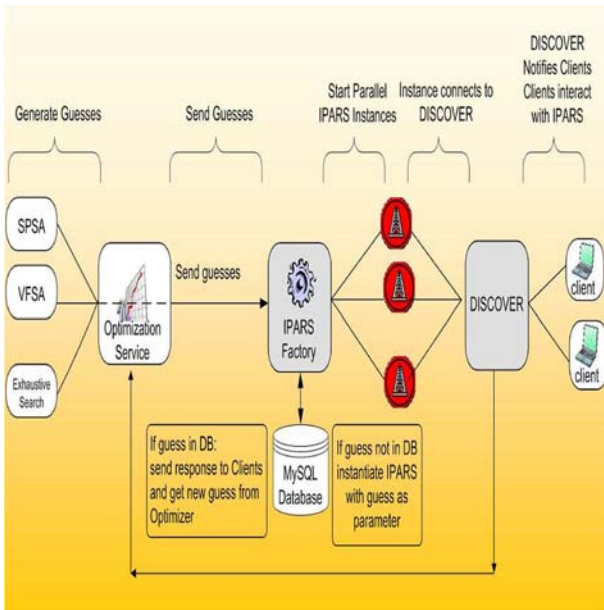 DISCOVER
Notifies Clients
Clients interact
with IPARS
Start Parallel
IPARS Instances
Instance connects to
DISCOVER
Generate Guesses
Send Guesses
SPSA
VFSA
Exhaustive
Search
Optimization
Service
Send guesses
IPARS
Factory
DISCOVER
client
client
If guess in DB:
send response to Clients
and get new guess from
Optimizer
MySQL
Database
If guess not in DB
instantiate IPARS
with guess as
parameter